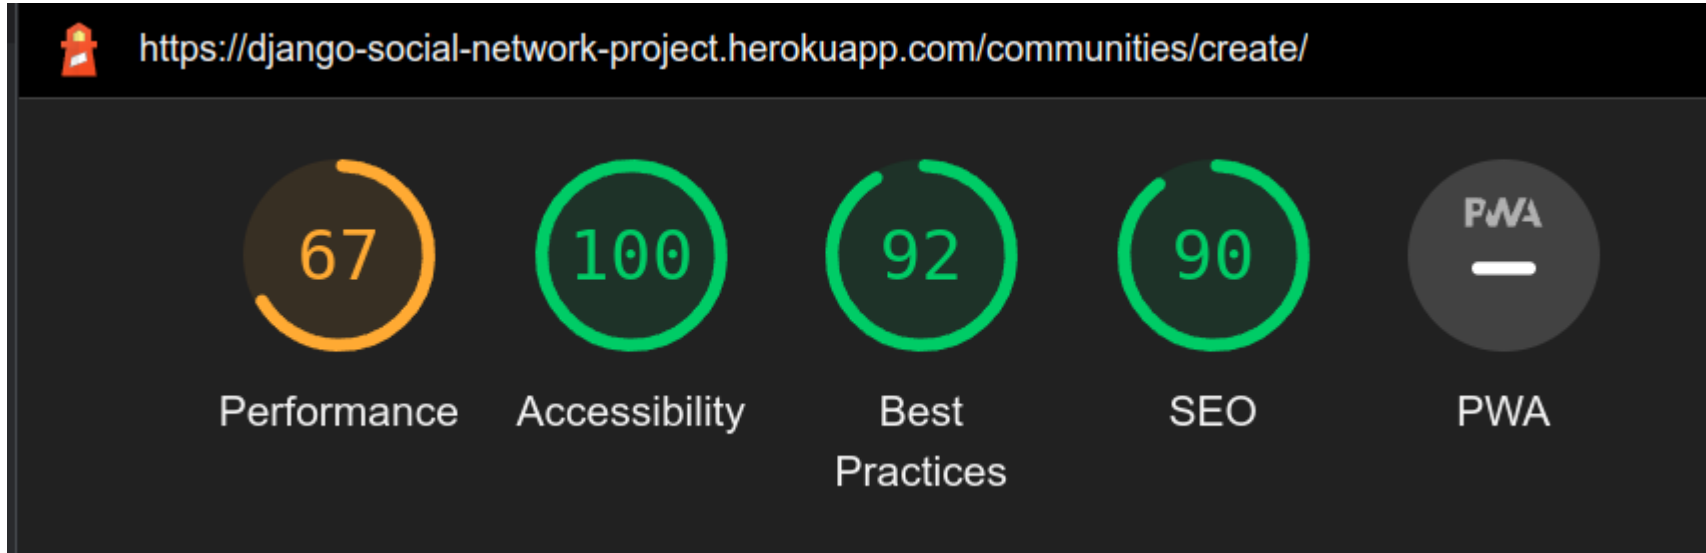 https://django-social-network-project.herokuapp.com/communities/create/
67
100
92
90
PWA
Performance
Accessibility
Best
Practices
SEO
PWA